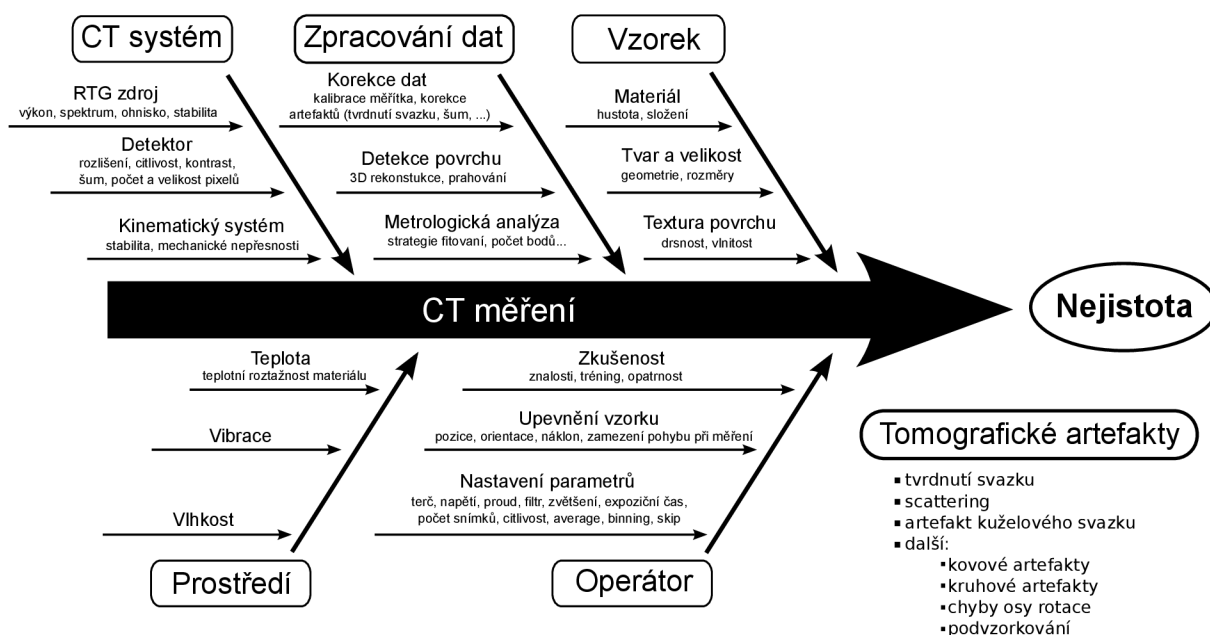 CT systém
RTG zdroj
výkon, spektrum, ohnisko, stabilita
Detektor
rozlišení, citlivost, kontrast,
šum, počet a velikost pixelů
Kinematický systém
stabilita, mechanické nepřesnosti
Zpracování dat
Korekce dat
kalibrace měřítka, korekce
artefaktů (tvrdnutí svazku, šum, ...)
Detekce povrchu
3D rekonstukce, prahování
Metrologická analýza
strategie fitovaní, počet bodů...
Vzorek
Materiál
hustota, složení
Tvar a velikost
geometrie, rozměry
Textura povrchu
drsnost, vlnitost
CT měření
Nejistota
Teplota
teplotní roztažnost materiálu
Vibrace
Vlhkost
Prostředí
Zkušenost
znalosti, tréning, opatrnost
Upevnění vzorku
pozice, orientace, náklon, zamezení pohybu při měření
Nastavení parametrů
terč, napětí, proud, filtr, zvětšení, expoziční čas,
počet snímků, citlivost, average, binning, skip
Operátor
Tomografické artefakty
▪ tvrdnutí svazku
▪ scattering
▪ artefakt kuželového svazku
▪ další:
▪ kovové artefakty
▪ kruhové artefakty
▪ chyby osy rotace
▪ podvzorkování